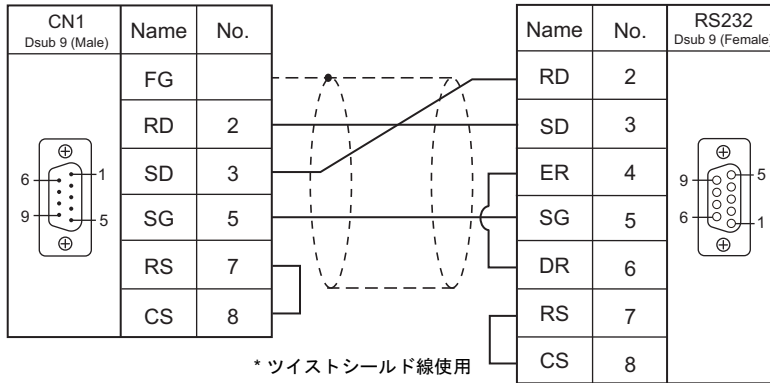 CN1
Dsub 9 (Male)
Name
No.
FG
RD
2
SD
3
SG
5
RS
7
CS
8
6
1
9
5
Name
No.
RS232
Dsub 9 (Female)
RD
2
SD
3
ER
4
SG
5
DR
6
RS
7
CS
8
9
5
6
1
* ツイストシールド線使用